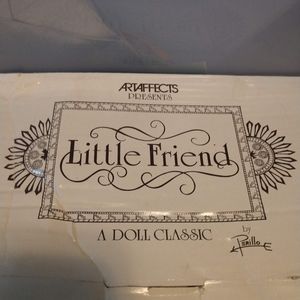 ARTAFFECTS
PRESENTS
Little Friend
A DOLL CLASSIC
by
Perillo